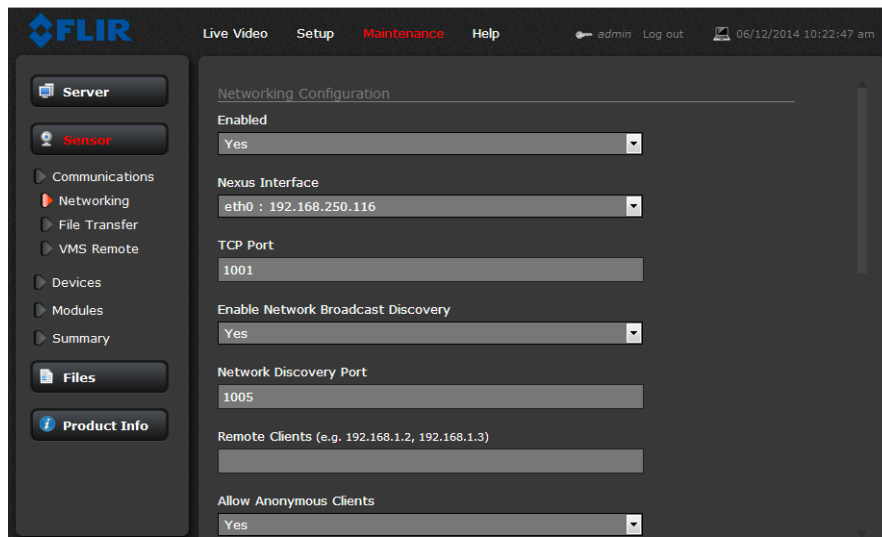 FLIR
Live Video Setup Maintenance Help admin Log out 06/12/2014 10:22:47 am
Server
Sensor
Communications
Networking
File Transfer
VMS Remote
Devices
Modules
Summary
Files
Product Info
Networking Configuration
Enabled
Yes
Nexus Interface
eth0 : 192.168.250.116
TCP Port
1001
Enable Network Broadcast Discovery
Yes
Network Discovery Port
1005
Remote Clients (e.g. 192.168.1.2, 192.168.1.3)
Allow Anonymous Clients
Yes